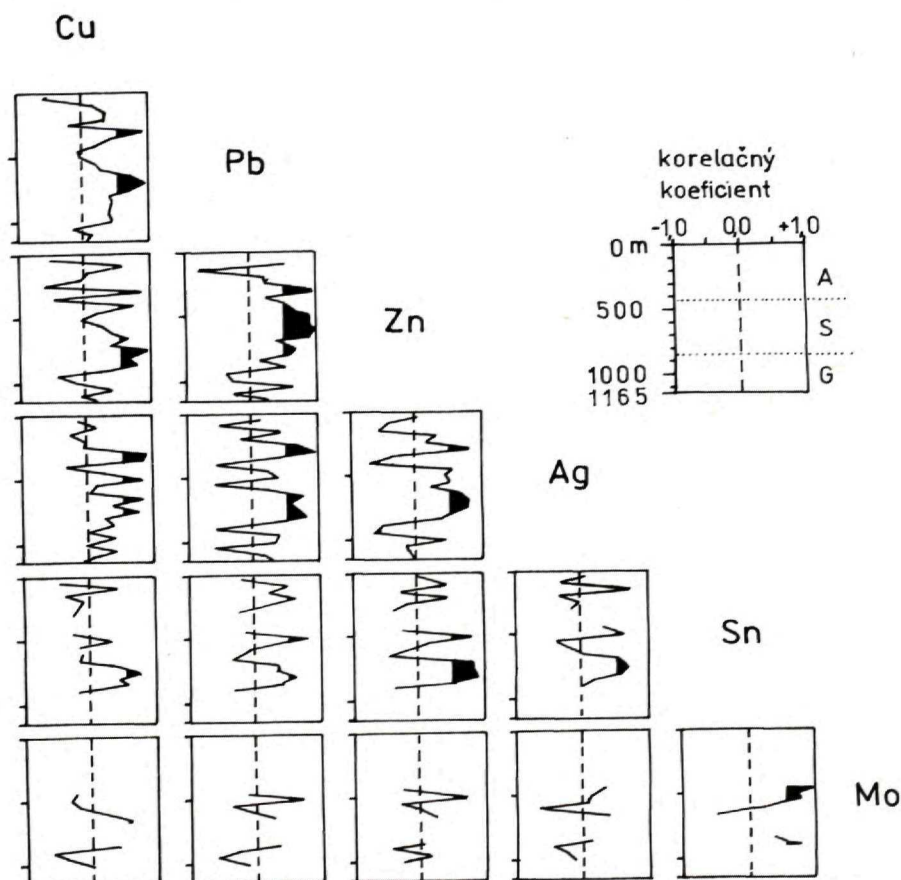 Cu
Pb
korelačný
koeficient
-1,0 0,0 +1,0
0 m
A
500
S
1000
G
1165
Zn
Ag
Sn
Mo